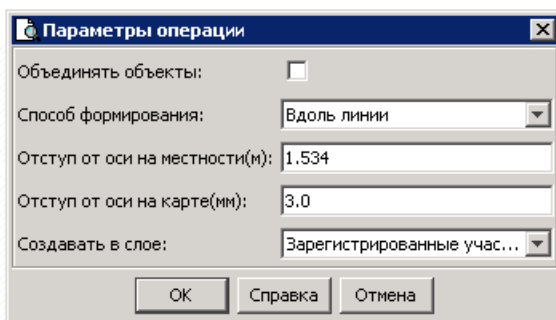 Параметры операции
Объединять объекты:
Способ формирования: Вдоль линии
Отступ от оси на местности(м): 1.534
Отступ от оси на карте(мм): 3.0
Создавать в слое: Зарегистрированные учас...
ОК Справка Отмена